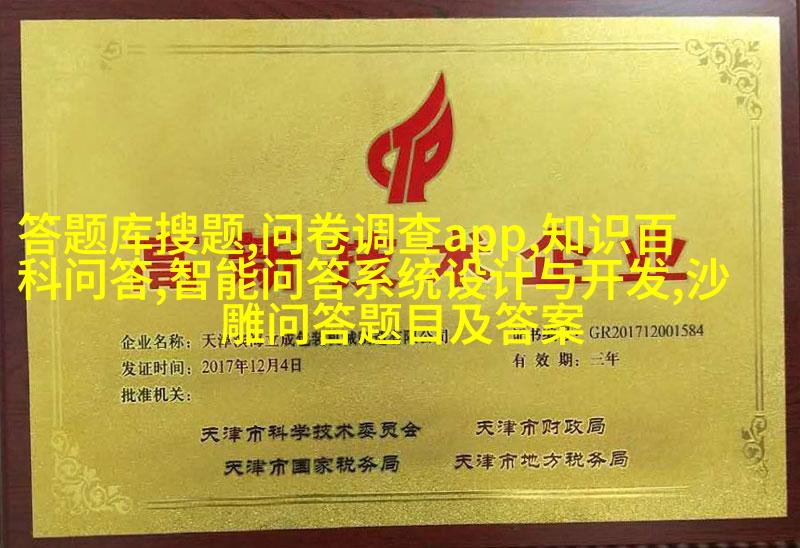 CTP
答题库搜题,问卷调查app,知识百
科问答,智能问答系统设计与开发,沙
雕问答题目及答案
企业
企业名称：天津
GR201712001584
发证时间：2017年12月4日
有效期：三年
批准机关：
天津市科学技术委员会
天津市财政局
天津市国家税务局
天津市地方税务局